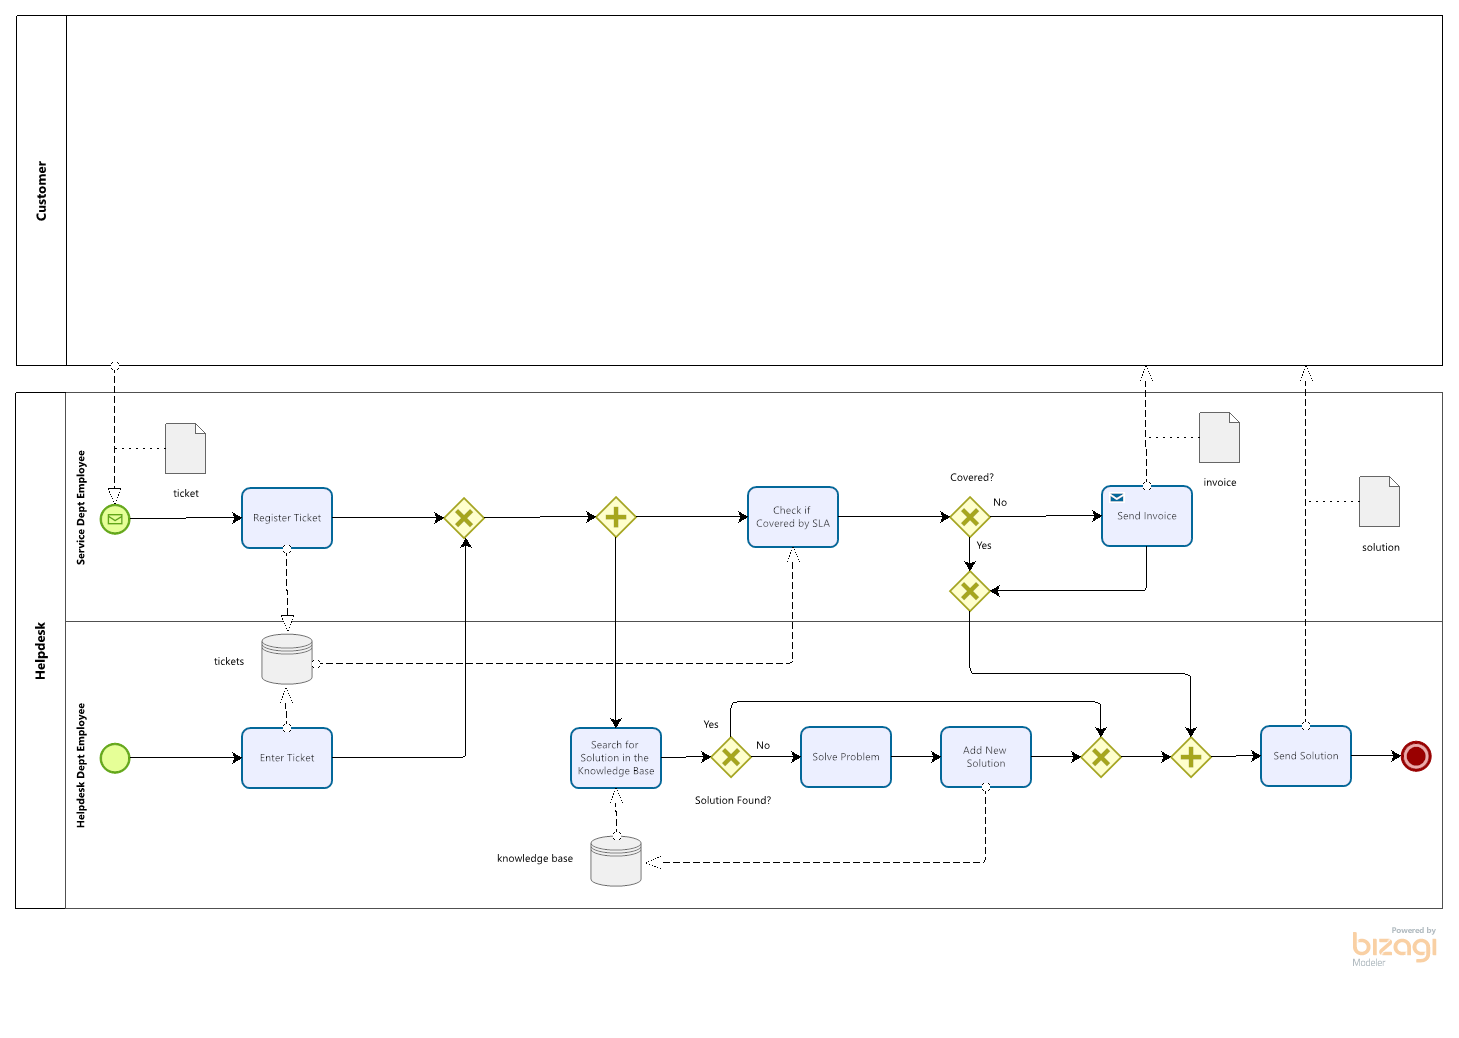 Customer
Helpdesk
Service Dept Employee
ticket
Register Ticket
Check if
Covered by SLA
Covered?
No
Yes
Send Invoice
invoice
solution
Helpdesk Dept Employee
tickets
Enter Ticket
Search for
Solution in the
Knowledge Base
Yes
No
Solution Found?
Solve Problem
Add New
Solution
Send Solution
knowledge base
Powered by
bizagi
Modeler